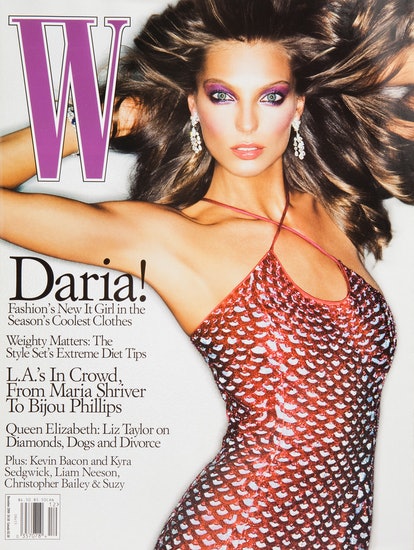 W
Daria!
Fashion's New It Girl in the
Season's Coolest Clothes
Weighty Matters: The
Style Set's Extreme Diet Tips
L.A.'s In Crowd,
From Maria Shriver
To Bijou Phillips
Queen Elizabeth: Liz Taylor on
Diamonds, Dogs and Divorce
Plus: Kevin Bacon and Kyra
Sedgwick, Liam Neeson,
Christopher Bailey & Suzy